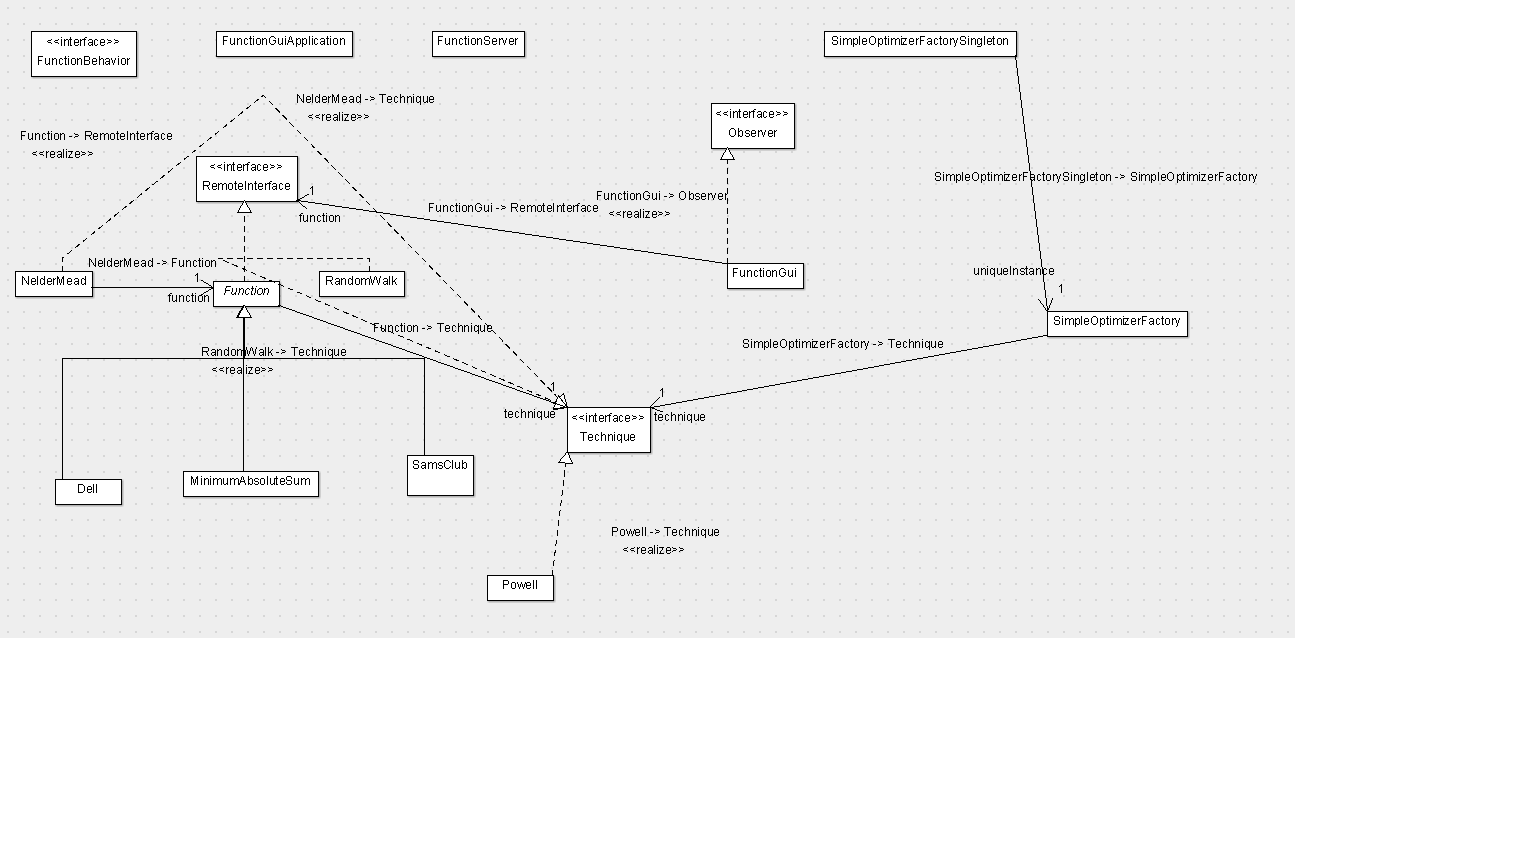 <<interface>>
FunctionBehavior
FunctionGuiApplication
FunctionServer
SimpleOptimizerFactorySingleton
NelderMead -> Technique
<<realize>>
<<interface>>
Observer
Function -> RemoteInterface
<<realize>>
<<interface>>
RemoteInterface
1
function
FunctionGui -> RemoteInterface
FunctionGui -> Observer
<<realize>>
SimpleOptimizerFactorySingleton -> SimpleOptimizerFactory
NelderMead -> Function
NelderMead
1
function
Function
RandomWalk
FunctionGui
uniqueInstance
1
SimpleOptimizerFactory
Function -> Technique
SimpleOptimizerFactory -> Technique
RandomWalk -> Technique
<<realize>>
1
technique
1
technique
<<interface>>
Technique
SamsClub
Dell
MinimumAbsoluteSum
Powell -> Technique
<<realize>>
Powell